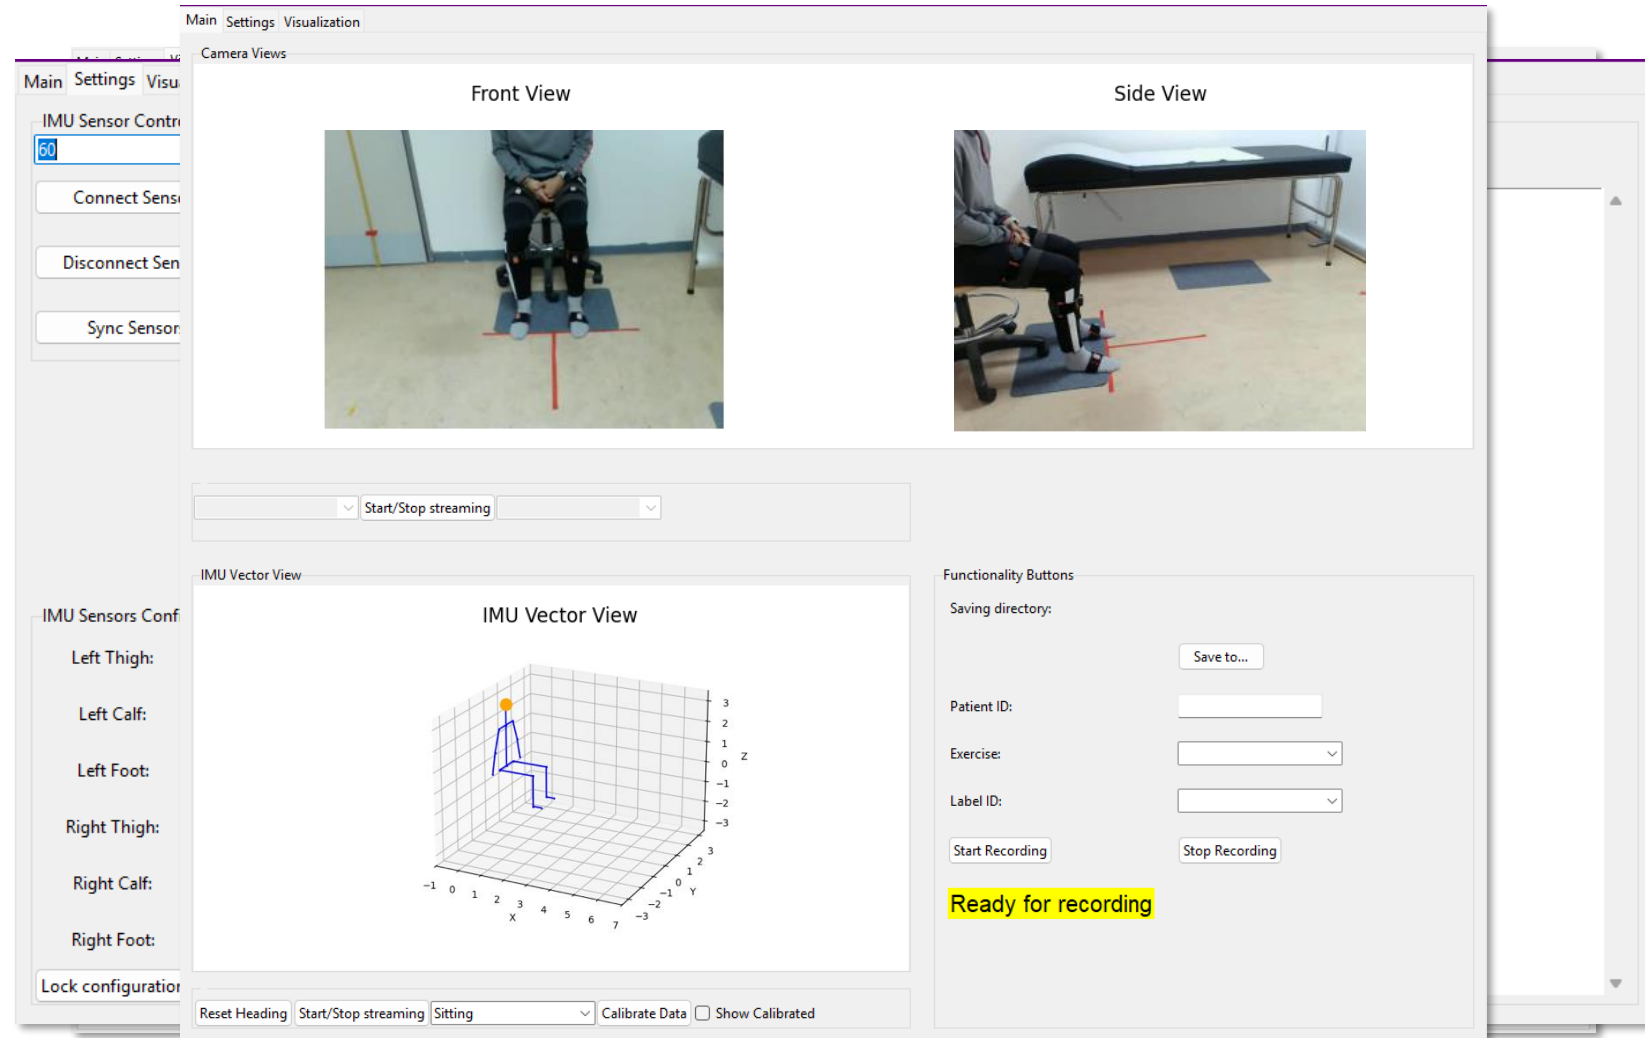 Main Settings Visualization
Camera Views
Front View
Side View
Start/Stop streaming
IMU Vector View
IMU Vector View
3
2
1
0
−1
−2
−3
Z
3
2
1
0
−1
−2
−3
Y
−1 0 1 2 3 4 5 6 7
X
Reset Heading Start/Stop streaming Sitting Calibrate Data Show Calibrated
Functionality Buttons
Saving directory:
Save to...
Patient ID:
Exercise:
Label ID:
Start Recording Stop Recording
Ready for recording
Main Settings Visu
IMU Sensor Contr
60
Connect Sens
Disconnect Sen
Sync Sensor
IMU Sensors Conf
Left Thigh:
Left Calf:
Left Foot:
Right Thigh:
Right Calf:
Right Foot:
Lock configuration